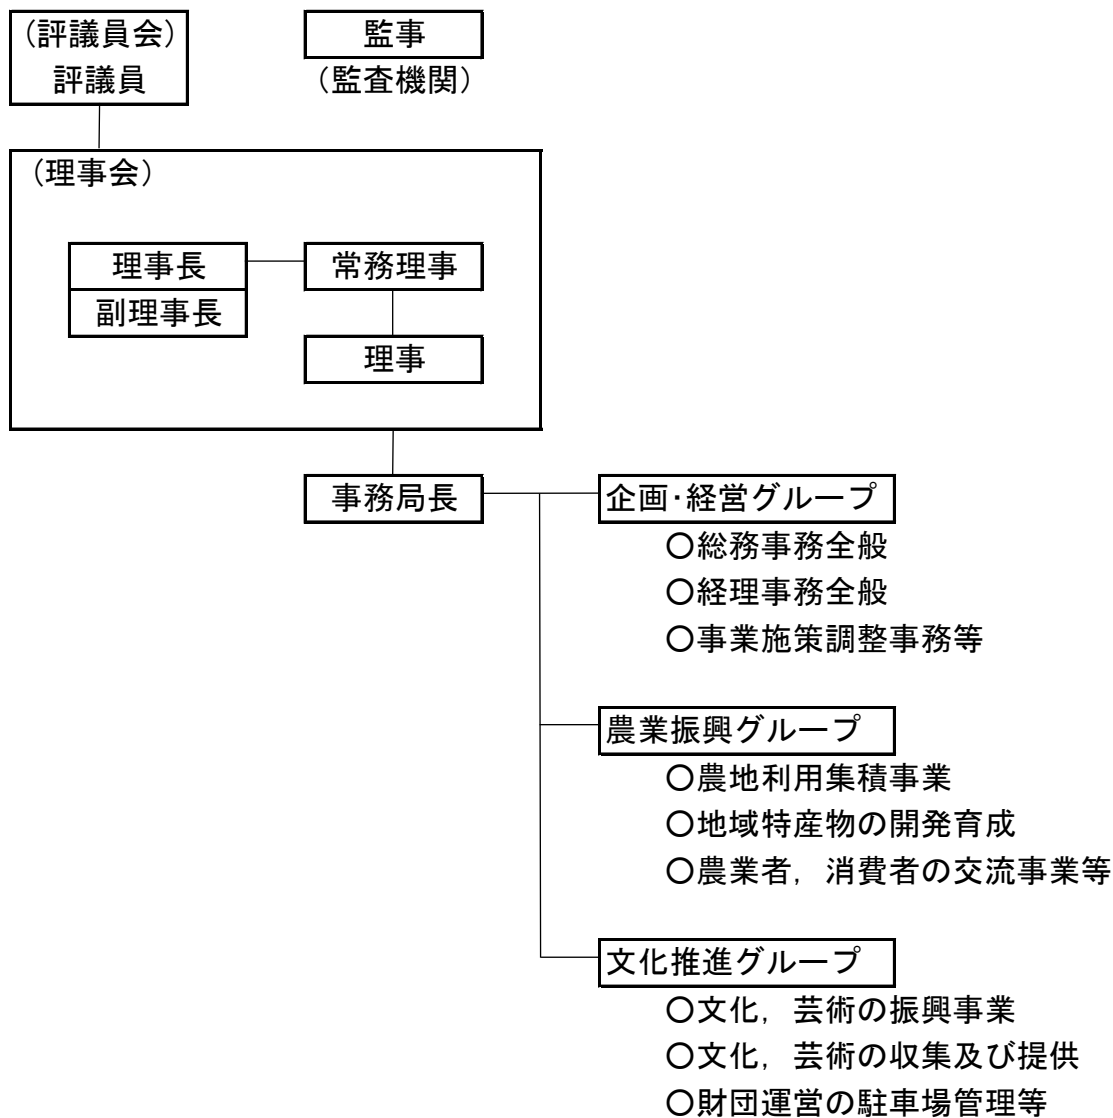 (評議員会)
評議員
監事
(監査機関)
(理事会)
理事長
常務理事
副理事長
理事
事務局長
企画・経営グループ
○総務事務全般
○経理事務全般
○事業施策調整事務等
農業振興グループ
○農地利用集積事業
○地域特産物の開発育成
○農業者，消費者の交流事業等
文化推進グループ
○文化，芸術の振興事業
○文化，芸術の収集及び提供
○財団運営の駐車場管理等